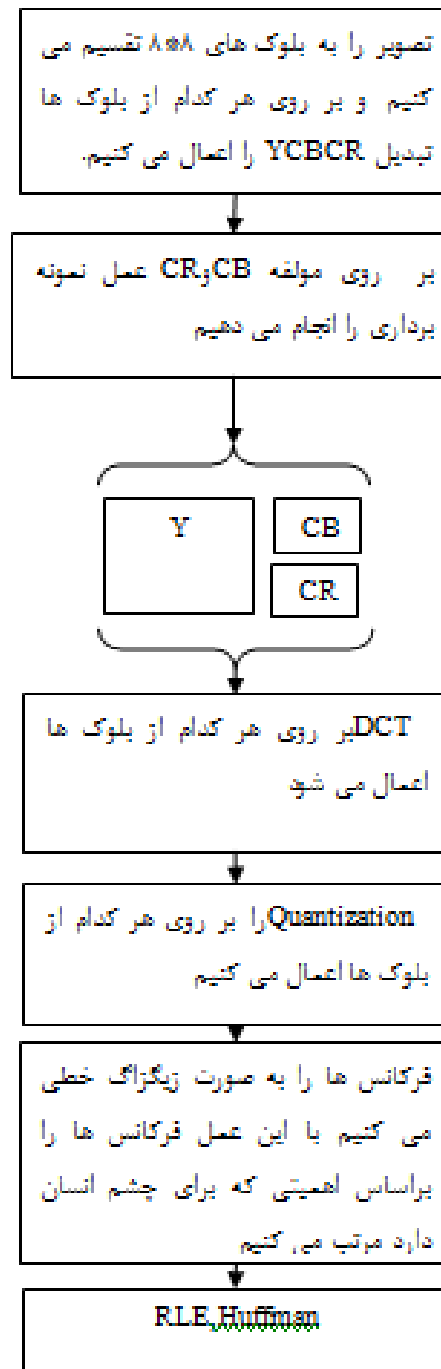 تصویر را به بلوک های ۸*۸ تقسیم می
کنیم و بر روی هر کدام از بلوک ها
تبدیل YCBCR را اعمال می کنیم.
بر روی مولفه CBوCR عمل نمونه
برداری را انجام می دهیم
Y
CB
CR
DCTبر روی هر کدام از بلوک ها
اعمال می شود
Quantizationرا بر روی هر کدام از
بلوک ها اعمال می کنیم
فرکانس ها را به صورت زیگزاگ خطی
می کنیم با این عمل فرکانس ها را
براساس اهمیتی که برای چشم انسان
دارد مرتب می کنیم
RLE,Huffman